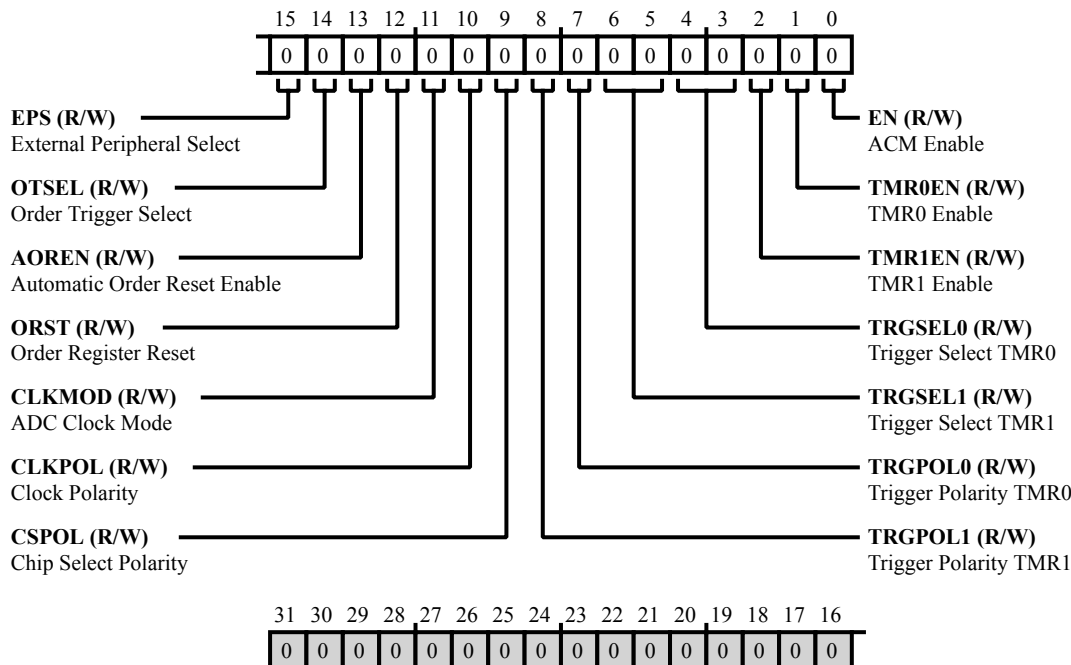 15 14 13 12 11 10 9 8 7 6 5 4 3 2 1 0
0 0 0 0 0 0 0 0 0 0 0 0 0 0 0 0
EPS (R/W)
External Peripheral Select
OTSEL (R/W)
Order Trigger Select
AOREN (R/W)
Automatic Order Reset Enable
ORST (R/W)
Order Register Reset
CLKMOD (R/W)
ADC Clock Mode
CLKPOL (R/W)
Clock Polarity
CSPOL (R/W)
Chip Select Polarity
EN (R/W)
ACM Enable
TMR0EN (R/W)
TMR0 Enable
TMR1EN (R/W)
TMR1 Enable
TRGSEL0 (R/W)
Trigger Select TMR0
TRGSEL1 (R/W)
Trigger Select TMR1
TRGPOL0 (R/W)
Trigger Polarity TMR0
TRGPOL1 (R/W)
Trigger Polarity TMR1
31 30 29 28 27 26 25 24 23 22 21 20 19 18 17 16
0 0 0 0 0 0 0 0 0 0 0 0 0 0 0 0